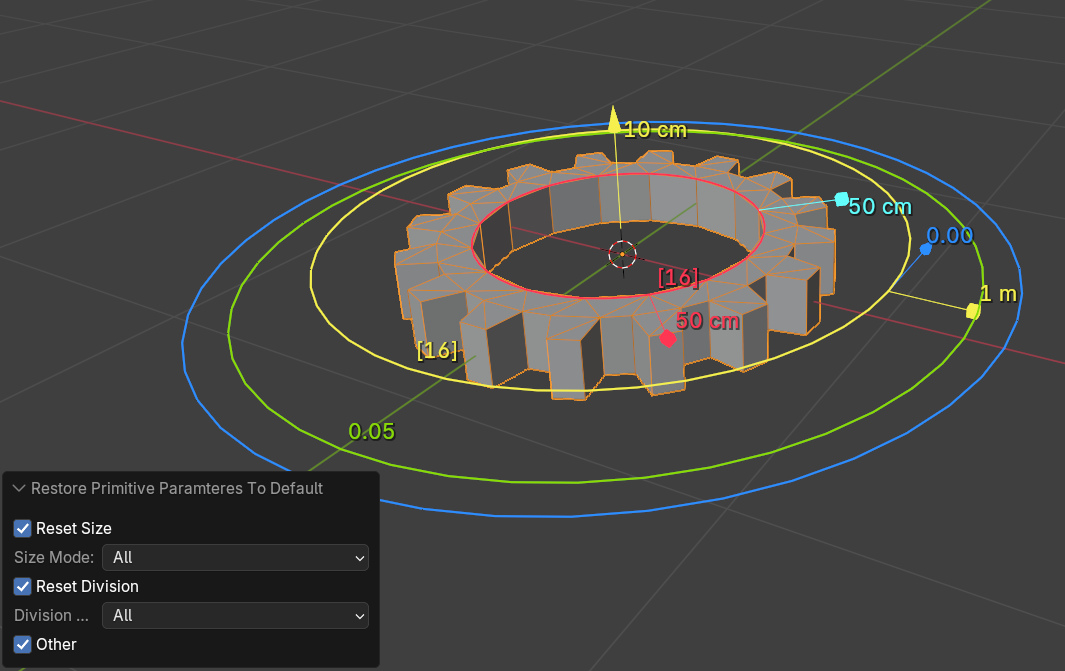 10 cm
50 cm
0.00
[16]
1 m
50 cm
[16]
0.05
Restore Primitive Paramteres To Default
Reset Size
Size Mode: All
Reset Division
Division ... All
Other